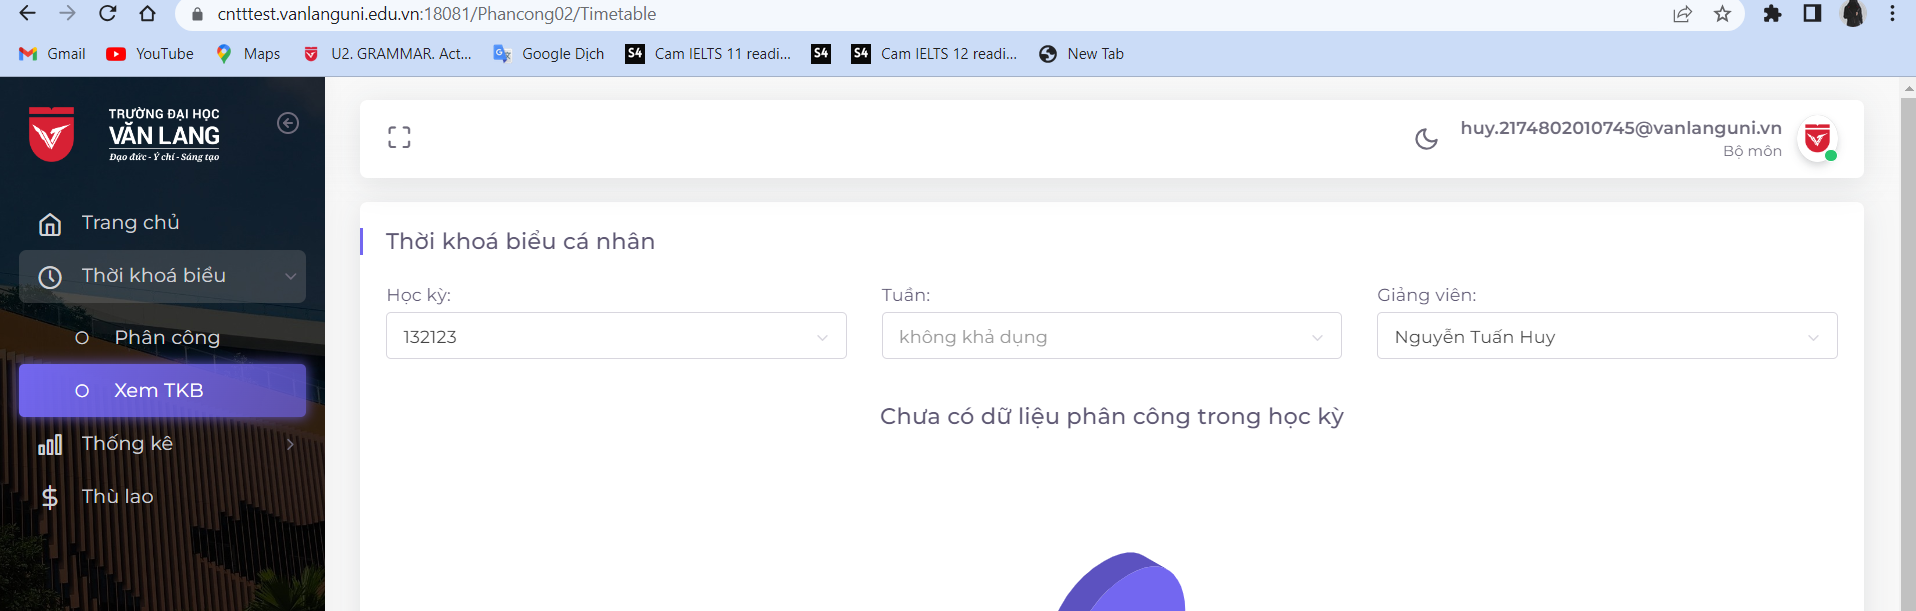 cntttest.vanlanguni.edu.vn:18081/Phancong02/Timetable
Gmail YouTube Maps U2. GRAMMAR. Act... Google Dịch S4 Cam IELTS 11 readi... S4 S4 Cam IELTS 12 readi... New Tab
TRƯỜNG ĐẠI HỌC
VĂN LANG
Đạo đức - Ý chí - Sáng tạo
Trang chủ
Thời khoá biểu
Phân công
Xem TKB
Thống kê
Thù lao
huy.2174802010745@vanlanguni.vn
Bộ môn
Thời khoá biểu cá nhân
Học kỳ: Tuần: Giảng viên:
132123 không khả dụng Nguyễn Tuấn Huy
Chưa có dữ liệu phân công trong học kỳ